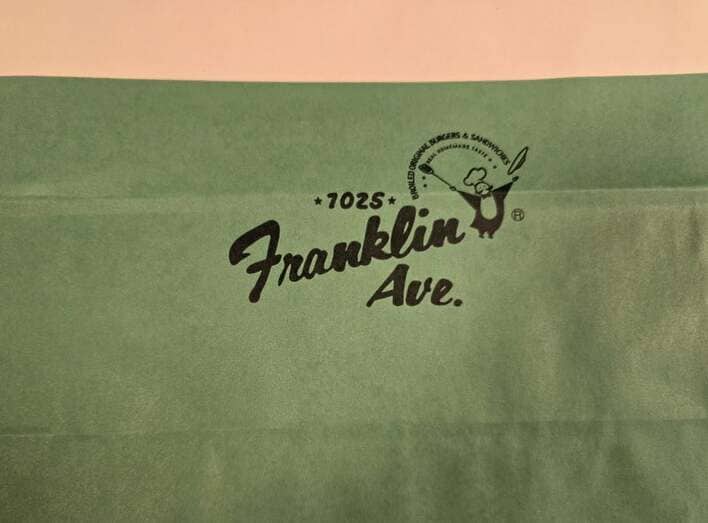 BROILED ORIGINAL BURGERS & SANDWICHES
REAL HOMEMADE TASTE
★7025★
Franklin
Ave.
®